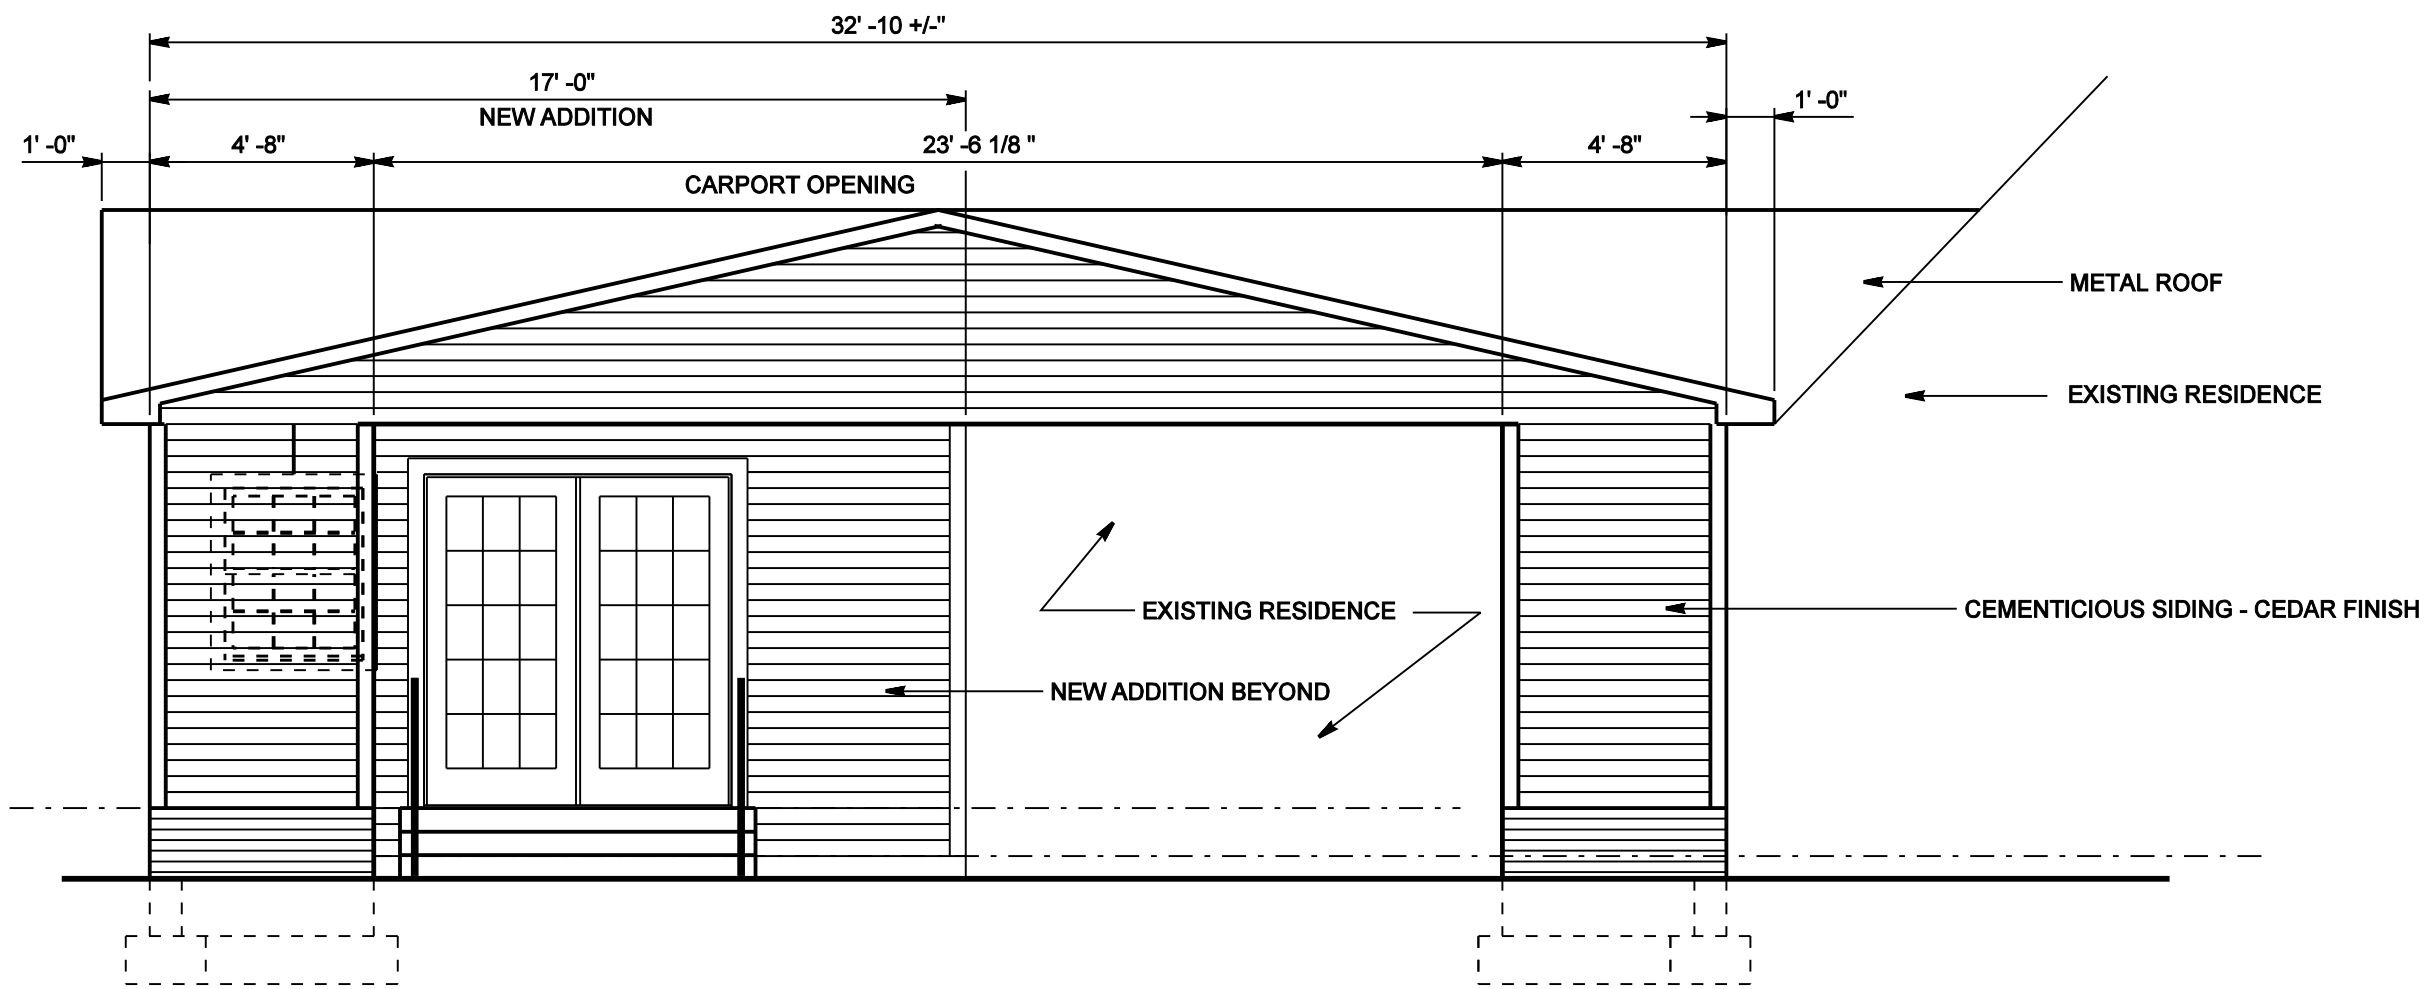 32' -10 +/-"
17' -0"
NEW ADDITION
1' -0"
1' -0"
4' -8"
23' -6 1/8 "
4' -8"
CARPORT OPENING
METAL ROOF
EXISTING RESIDENCE
EXISTING RESIDENCE
CEMENTICIOUS SIDING - CEDAR FINISH
NEW ADDITION BEYOND